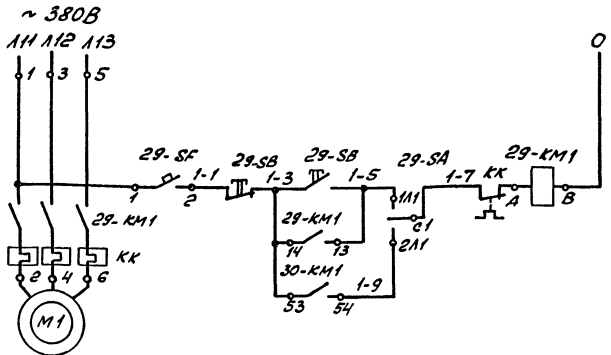 ~ 380В
Л11 Л12 Л13
О
1 3 5
29-SF 1-1 29-SB 1-3 29-SB 1-5 29-SA 1-7 КК 29-КМ1
1 2 1Л1 С1 А В
29-КМ1 14 13 2Л1
29-КМ1
КК
30-КМ1
53 54 1-9
2 4 6
М1